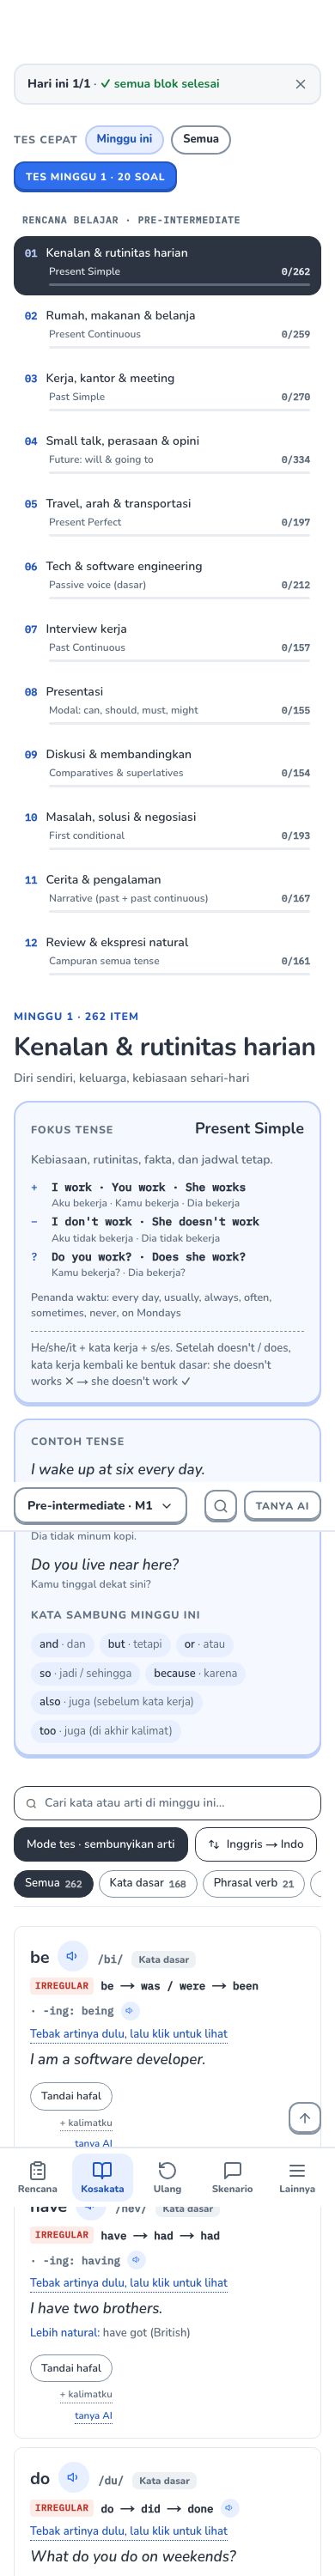 Hari ini 1/1 · ✓ semua blok selesai ✕
TES CEPAT Minggu ini Semua
TES MINGGU 1 · 20 SOAL
RENCANA BELAJAR · PRE-INTERMEDIATE
01 Kenalan & rutinitas harian
Present Simple 0/262
02 Rumah, makanan & belanja
Present Continuous 0/259
03 Kerja, kantor & meeting
Past Simple 0/270
04 Small talk, perasaan & opini
Future: will & going to 0/334
05 Travel, arah & transportasi
Present Perfect 0/197
06 Tech & software engineering
Passive voice (dasar) 0/212
07 Interview kerja
Past Continuous 0/157
08 Presentasi
Modal: can, should, must, might 0/155
09 Diskusi & membandingkan
Comparatives & superlatives 0/154
10 Masalah, solusi & negosiasi
First conditional 0/193
11 Cerita & pengalaman
Narrative (past + past continuous) 0/167
12 Review & ekspresi natural
Campuran semua tense 0/161
MINGGU 1 · 262 ITEM
Kenalan & rutinitas harian
Diri sendiri, keluarga, kebiasaan sehari-hari
FOKUS TENSE Present Simple
Kebiasaan, rutinitas, fakta, dan jadwal tetap.
+ I work · You work · She works
Aku bekerja · Kamu bekerja · Dia bekerja
− I don't work · She doesn't work
Aku tidak bekerja · Dia tidak bekerja
? Do you work? · Does she work?
Kamu bekerja? · Dia bekerja?
Penanda waktu: every day, usually, always, often,
sometimes, never, on Mondays
He/she/it + kata kerja + s/es. Setelah doesn't / does,
kata kerja kembali ke bentuk dasar: she doesn't
works ✕ → she doesn't work ✓
CONTOH TENSE
I wake up at six every day.
Pre-intermediate · M1 TANYA AI
Dia tidak minum kopi.
Do you live near here?
Kamu tinggal dekat sini?
KATA SAMBUNG MINGGU INI
and · dan but · tetapi or · atau
so · jadi / sehingga because · karena
also · juga (sebelum kata kerja)
too · juga (di akhir kalimat)
Cari kata atau arti di minggu ini…
Mode tes · sembunyikan arti Inggris → Indo
Semua 262 Kata dasar 168 Phrasal verb 21
be /bi/ Kata dasar
IRREGULAR be → was / were → been
· -ing: being
Tebak artinya dulu, lalu klik untuk lihat
I am a software developer.
Tandai hafal
+ kalimatku
tanya AI
Rencana Kosakata Ulang Skenario Lainnya
have /hev/ Kata dasar
IRREGULAR have → had → had
· -ing: having
Tebak artinya dulu, lalu klik untuk lihat
I have two brothers.
Lebih natural: have got (British)
Tandai hafal
+ kalimatku
tanya AI
do /du/ Kata dasar
IRREGULAR do → did → done
Tebak artinya dulu, lalu klik untuk lihat
What do you do on weekends?